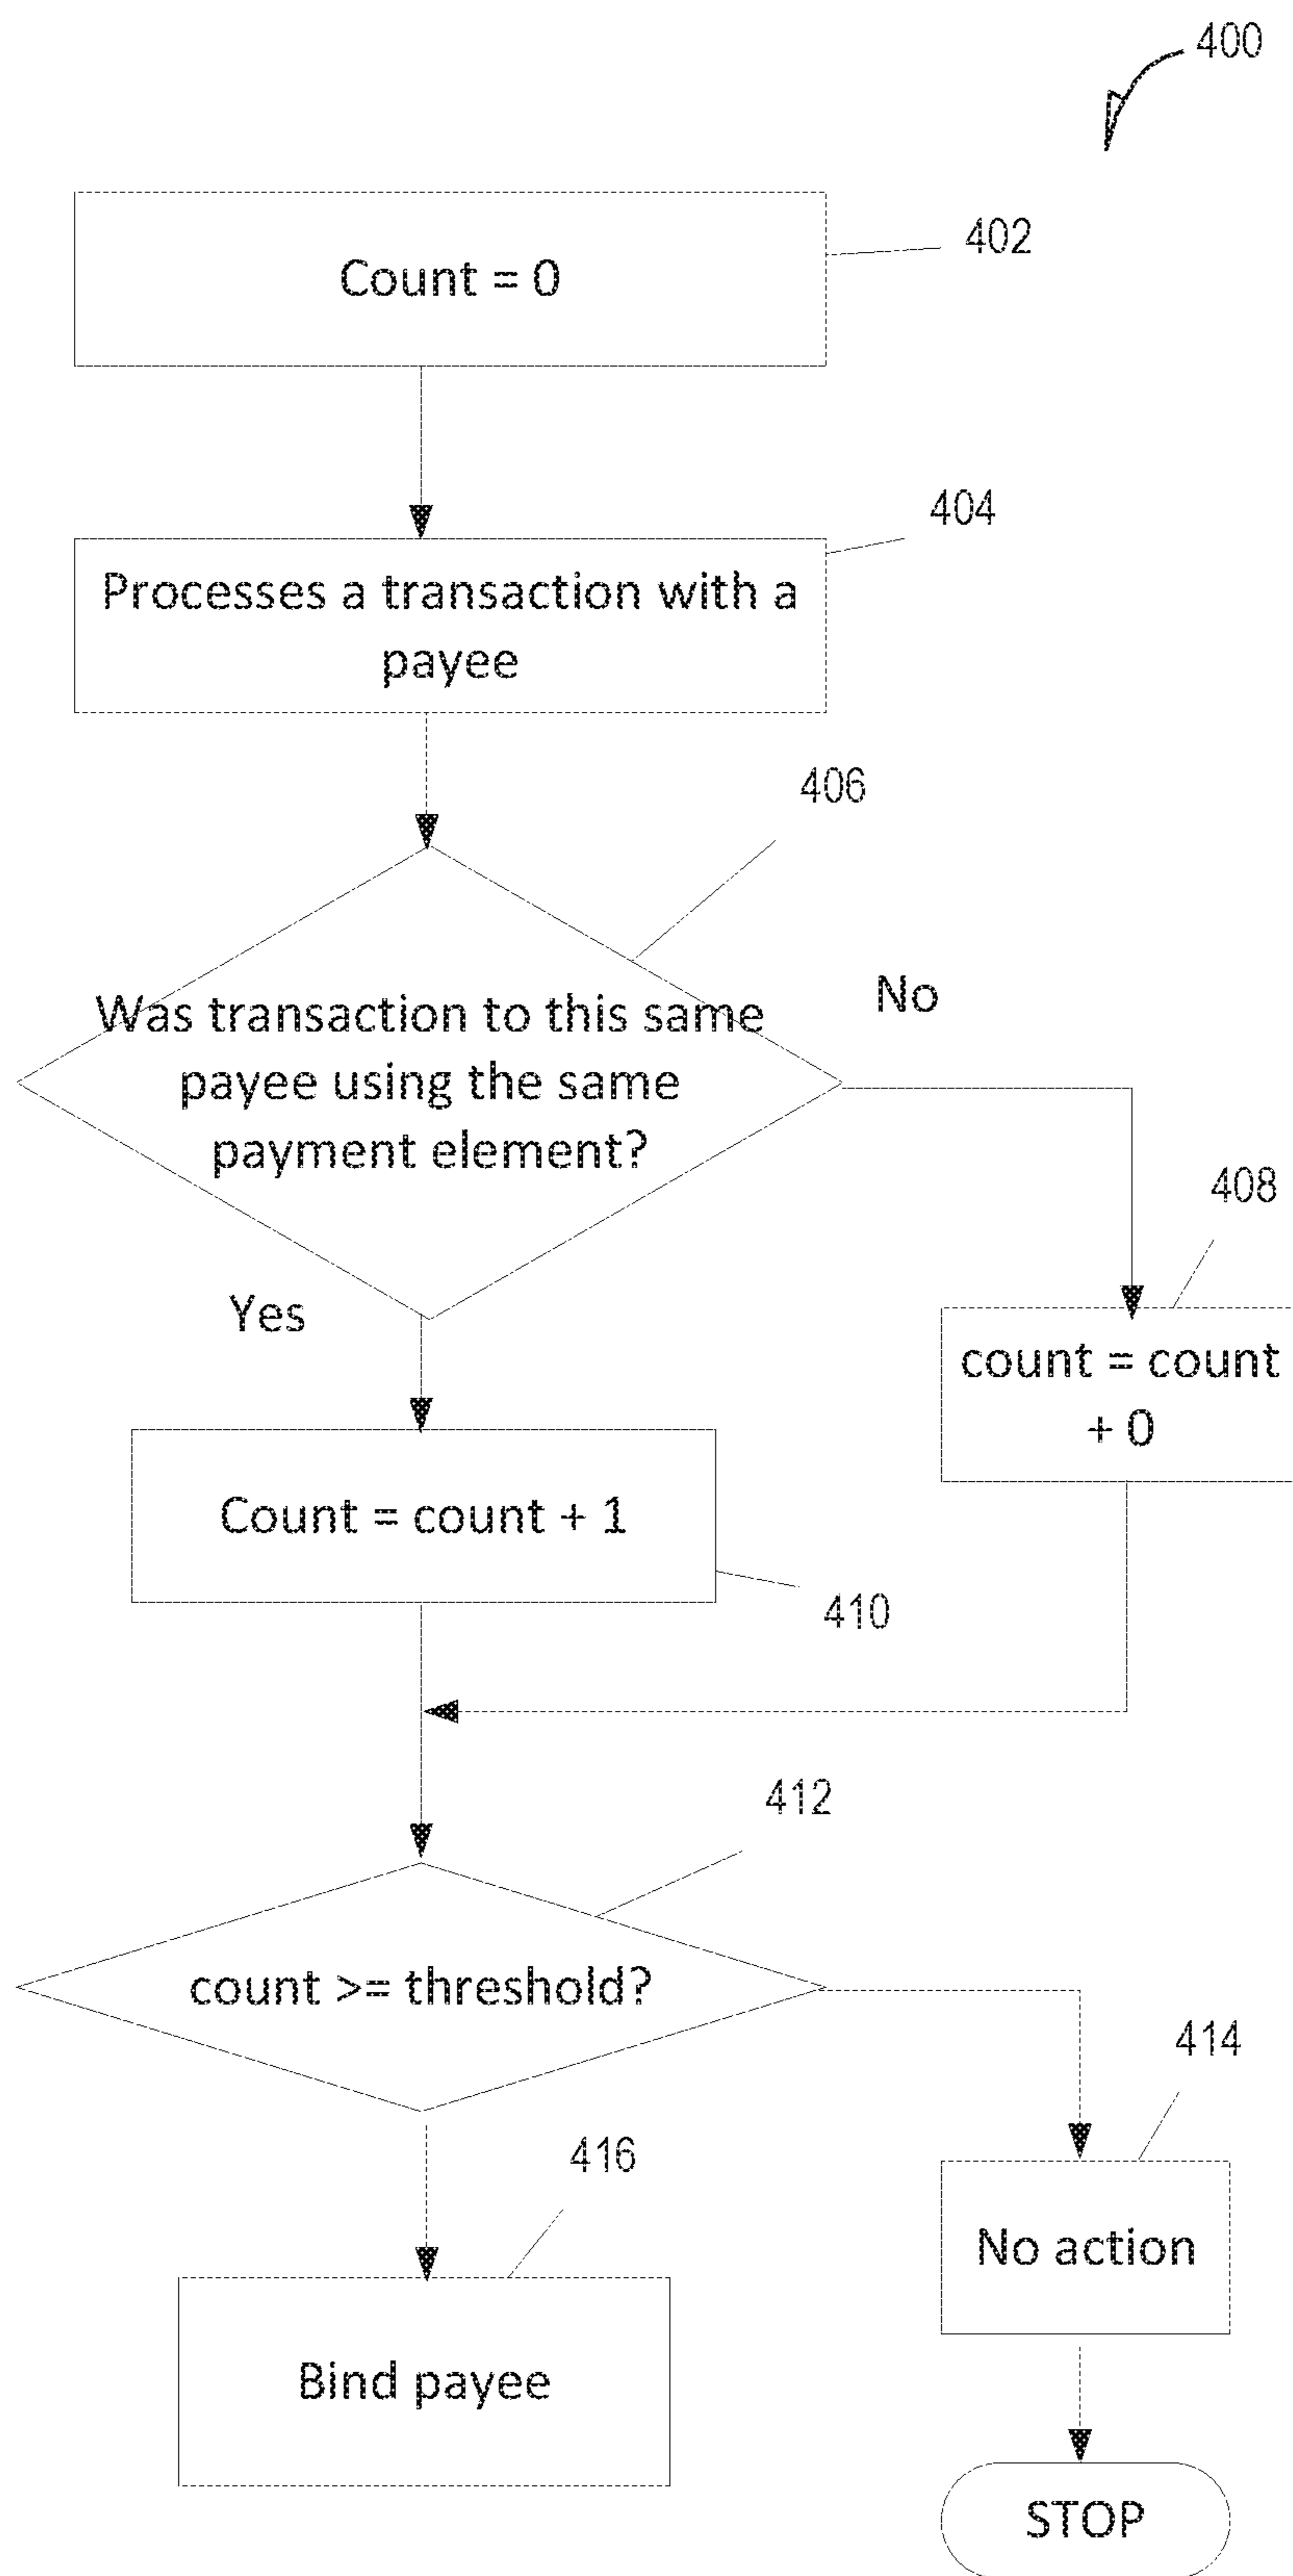 400
402
Count = 0
404
Processes a transaction with a
payee
406
No
Was transaction to this same
payee using the same
payment element?
408
Yes
count = count
+ 0
Count = count + 1
410
412
count >= threshold?
414
416
No action
Bind payee
STOP